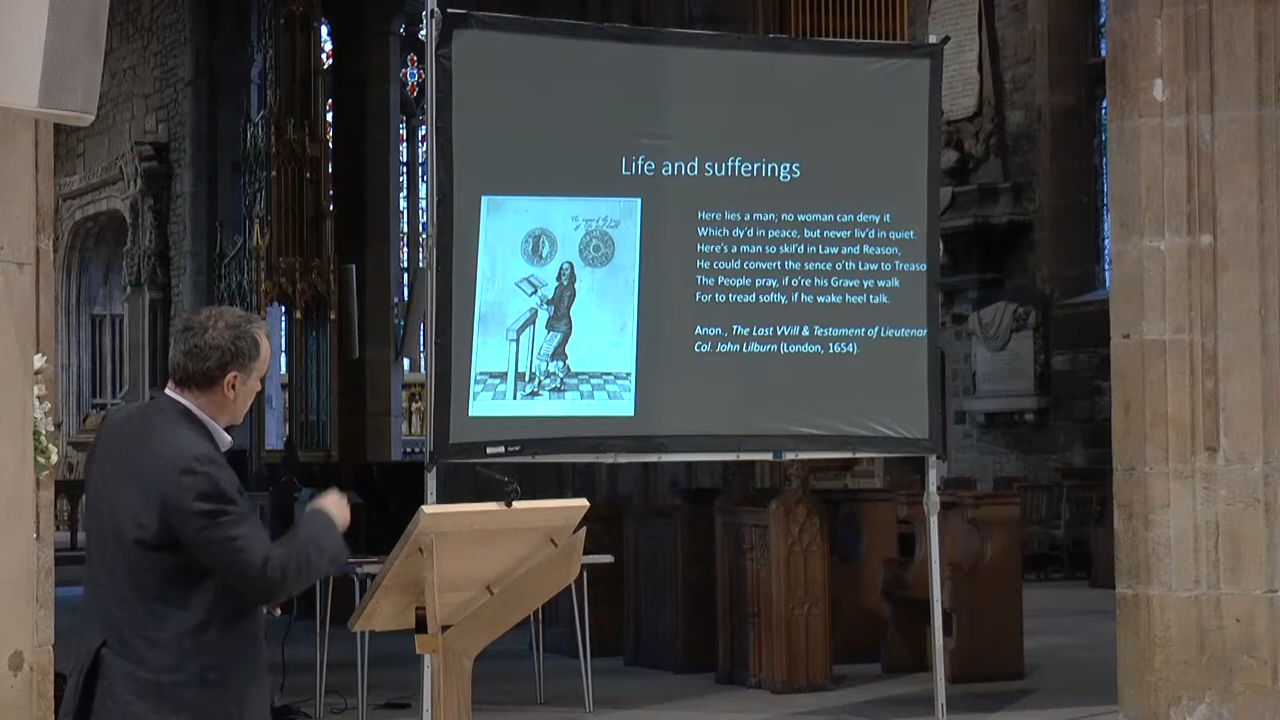 Life and sufferings
Here lies a man; no woman can deny it
Which dy'd in peace, but never liv'd in quiet.
Here's a man so skil'd in Law and Reason,
He could convert the sence o'th Law to Treaso
The People pray, if o're his Grave ye walk
For to tread softly, if he wake heel talk.
Anon., The Last VVill & Testament of Lieutenan
Col. John Lilburn (London, 1654).